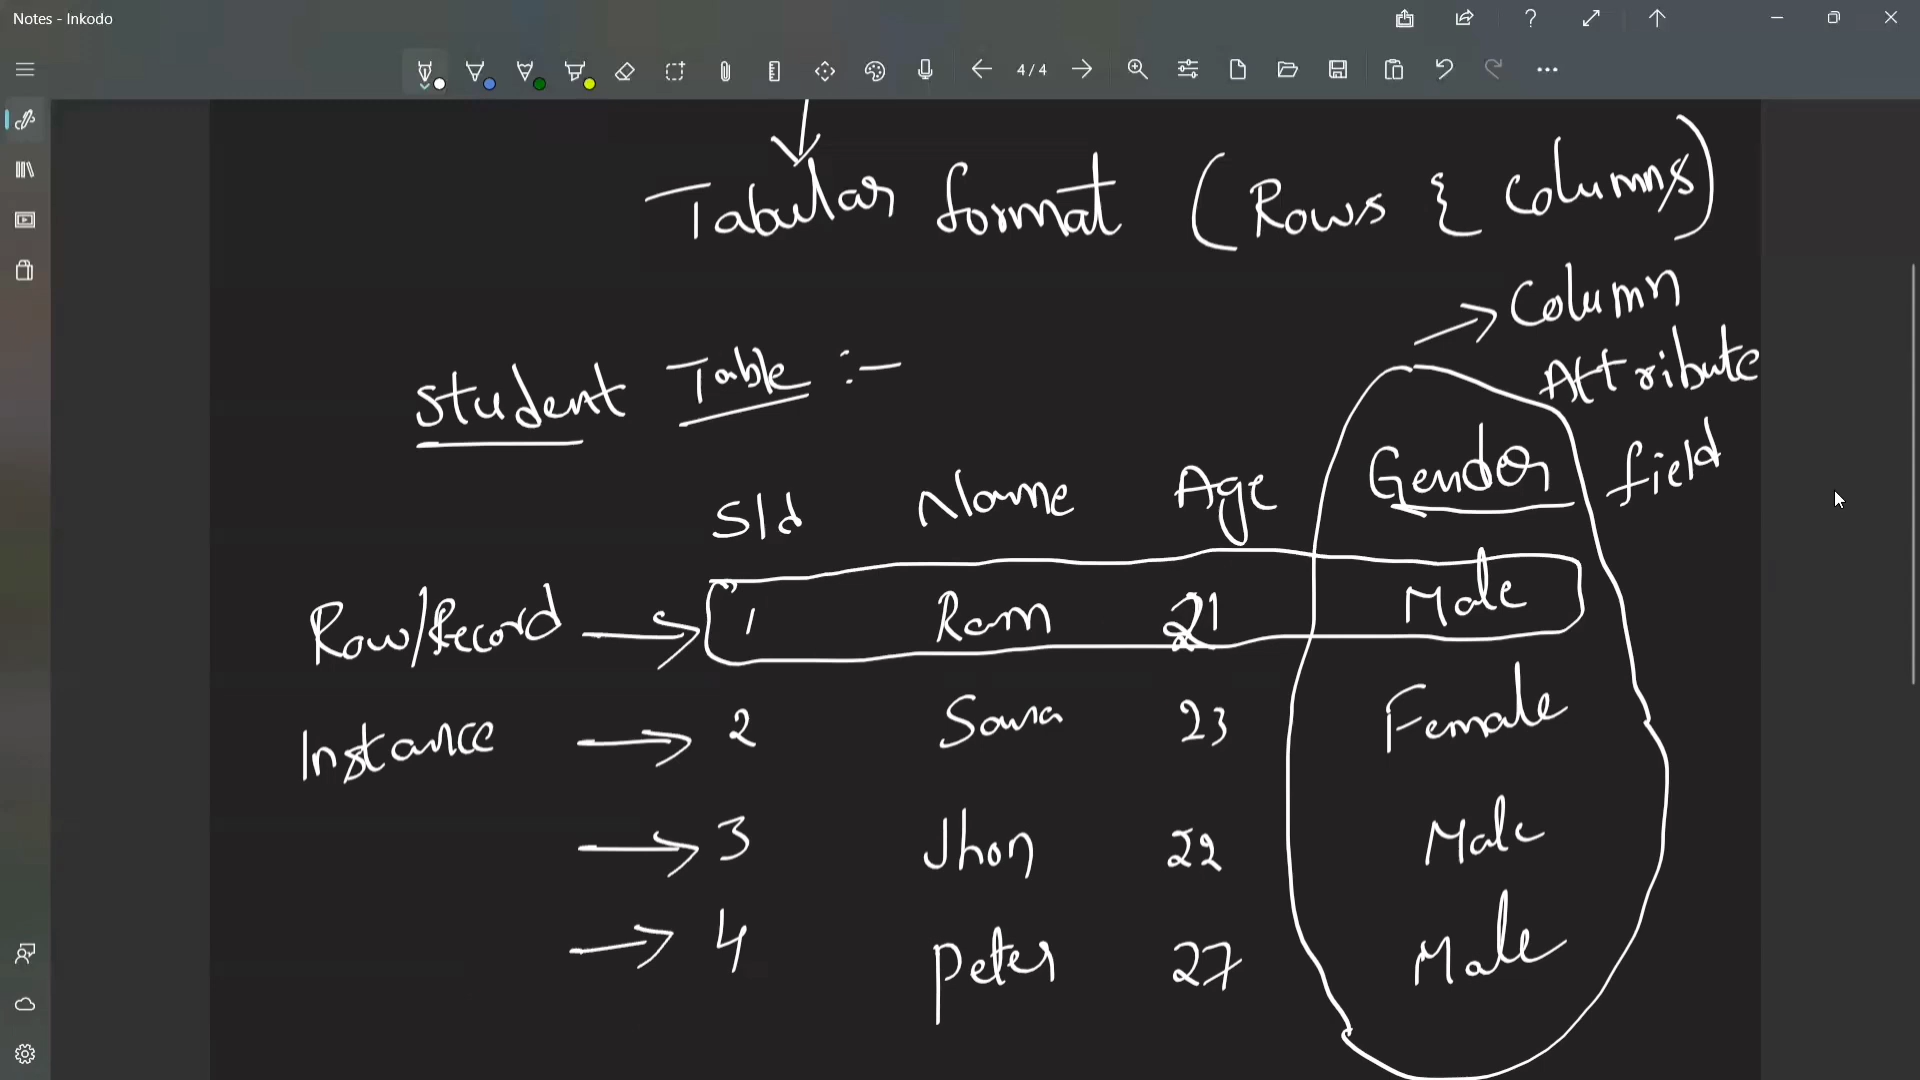 Notes - Inkodo
4 / 4
Tabular format (Rows & Columns)
Column
Attribute
field
Student Table :-
SId Name Age Gender
Row/Record → 1 Ram 21 Male
Instance → 2 Sana 23 Female
→ 3 Jhon 22 Male
→ 4 Peter 27 Male